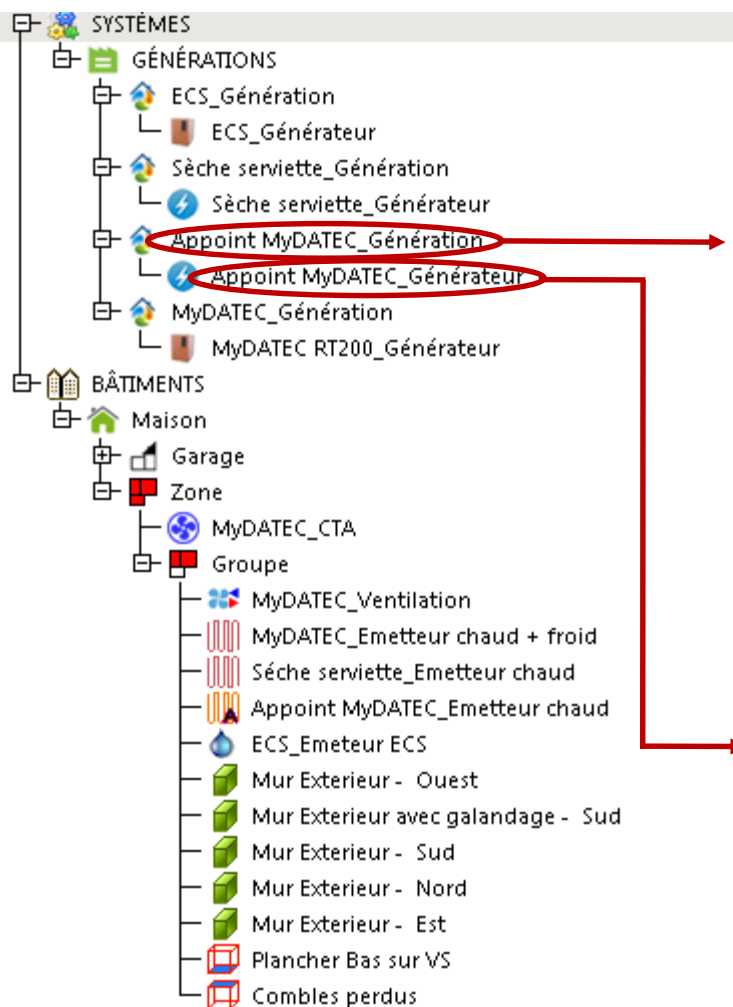 SYSTÈMES
GÉNÉRATIONS
ECS_Génération
ECS_Générateur
Sèche serviette_Génération
Sèche serviette_Générateur
Appoint MyDATEC_Génération
Appoint MyDATEC_Générateur
MyDATEC_Génération
MyDATEC RT200_Générateur
BÂTIMENTS
Maison
Garage
Zone
MyDATEC_CTA
Groupe
MyDATEC_Ventilation
MyDATEC_Emetteur chaud + froid
Séche serviette_Emetteur chaud
Appoint MyDATEC_Emetteur chaud
ECS_Emeteur ECS
Mur Exterieur - Ouest
Mur Exterieur avec galandage - Sud
Mur Exterieur - Sud
Mur Exterieur - Nord
Mur Exterieur - Est
Plancher Bas sur VS
Combles perdus